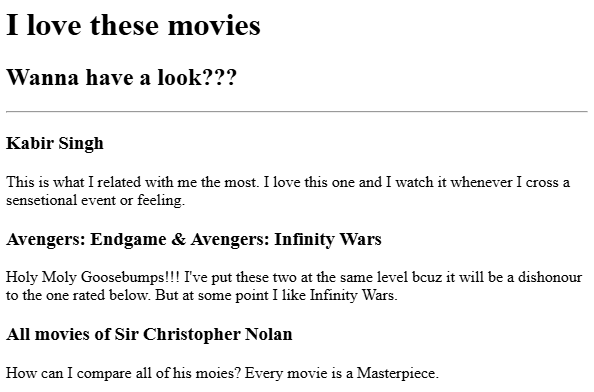 I love these movies
Wanna have a look???
Kabir Singh
This is what I related with me the most. I love this one and I watch it whenever I cross a
sensetional event or feeling.
Avengers: Endgame & Avengers: Infinity Wars
Holy Moly Goosebumps!!! I've put these two at the same level bcuz it will be a dishonour
to the one rated below. But at some point I like Infinity Wars.
All movies of Sir Christopher Nolan
How can I compare all of his moies? Every movie is a Masterpiece.